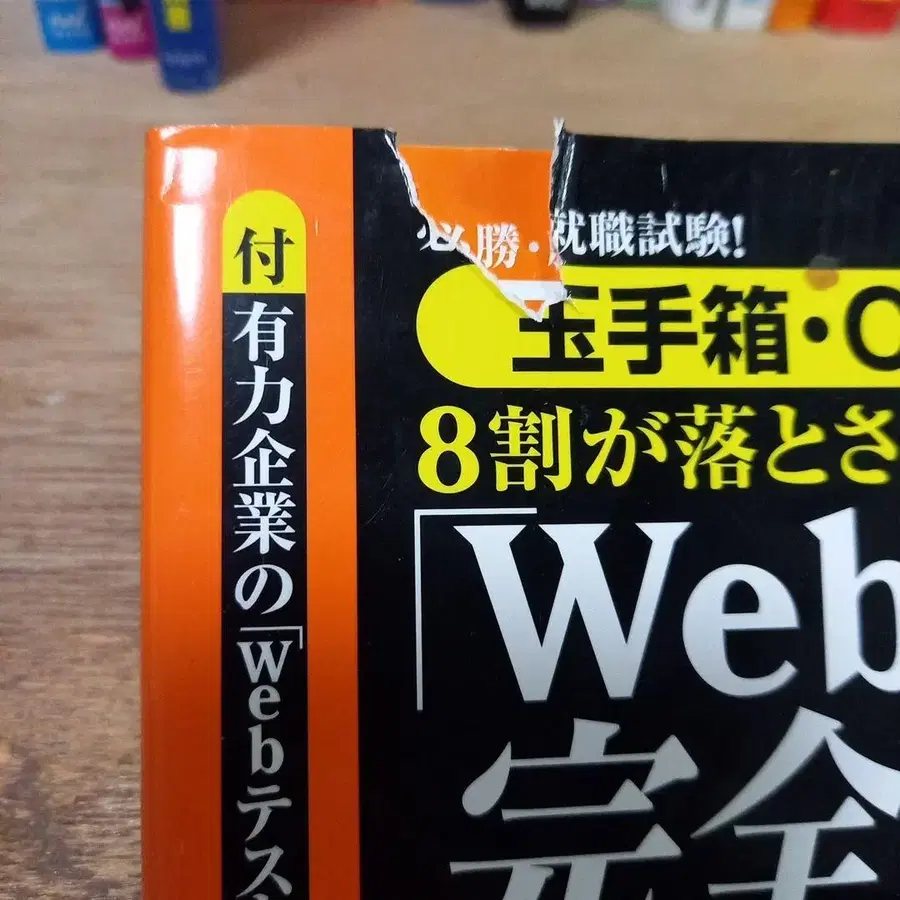 付
有力企業の「Webテス
必勝・就職試験!
玉手箱・C
8割が落とさ
「Web
完全